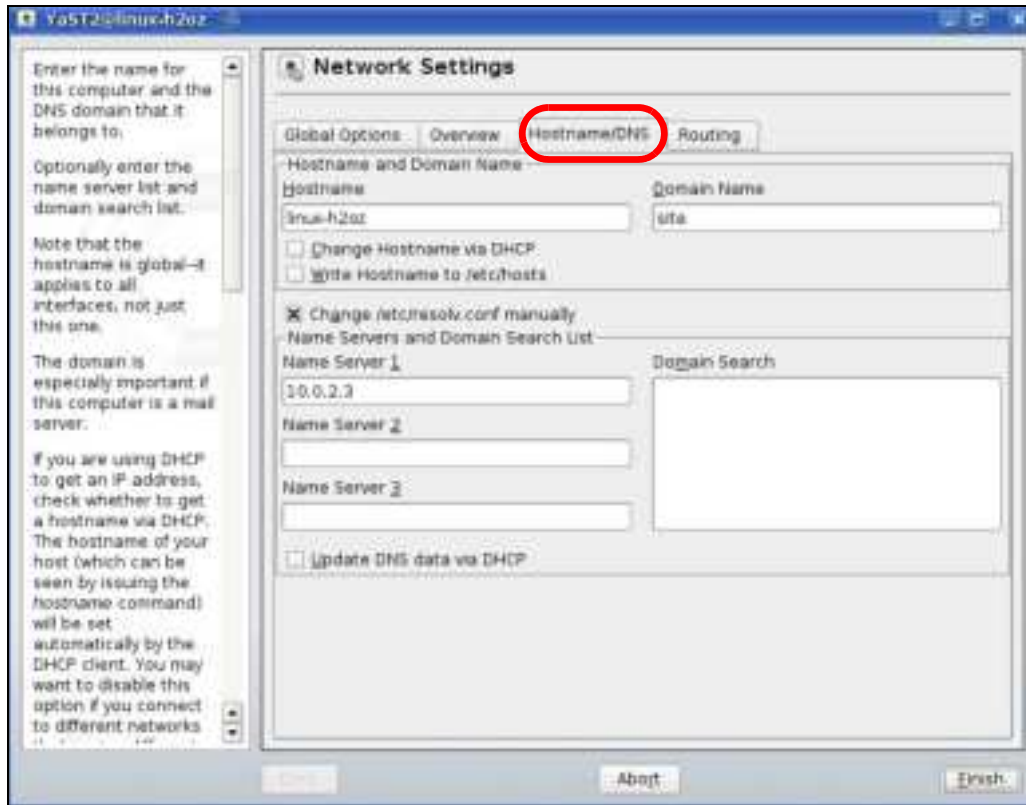 YaST2@linux-h2oz
Enter the name for
this computer and the
DNS domain that it
belongs to.
Optionally enter the
name server list and
domain search list.
Note that the
hostname is global--it
applies to all
interfaces, not just
this one.
The domain is
especially important if
this computer is a mail
server.
If you are using DHCP
to get an IP address,
check whether to get
a hostname via DHCP.
The hostname of your
host (which can be
seen by issuing the
hostname command)
will be set
automatically by the
DHCP client. You may
want to disable this
option if you connect
to different networks
Network Settings
Global Options
Overview
Hostname/DNS
Routing
Hostname and Domain Name
Hostname
Domain Name
linux-h2oz
site
Change Hostname via DHCP
Write Hostname to /etc/hosts
Change /etc/resolv.conf manually
Name Servers and Domain Search List
Name Server 1
Domain Search
10.0.2.3
Name Server 2
Name Server 3
Update DNS data via DHCP
Abort
Finish